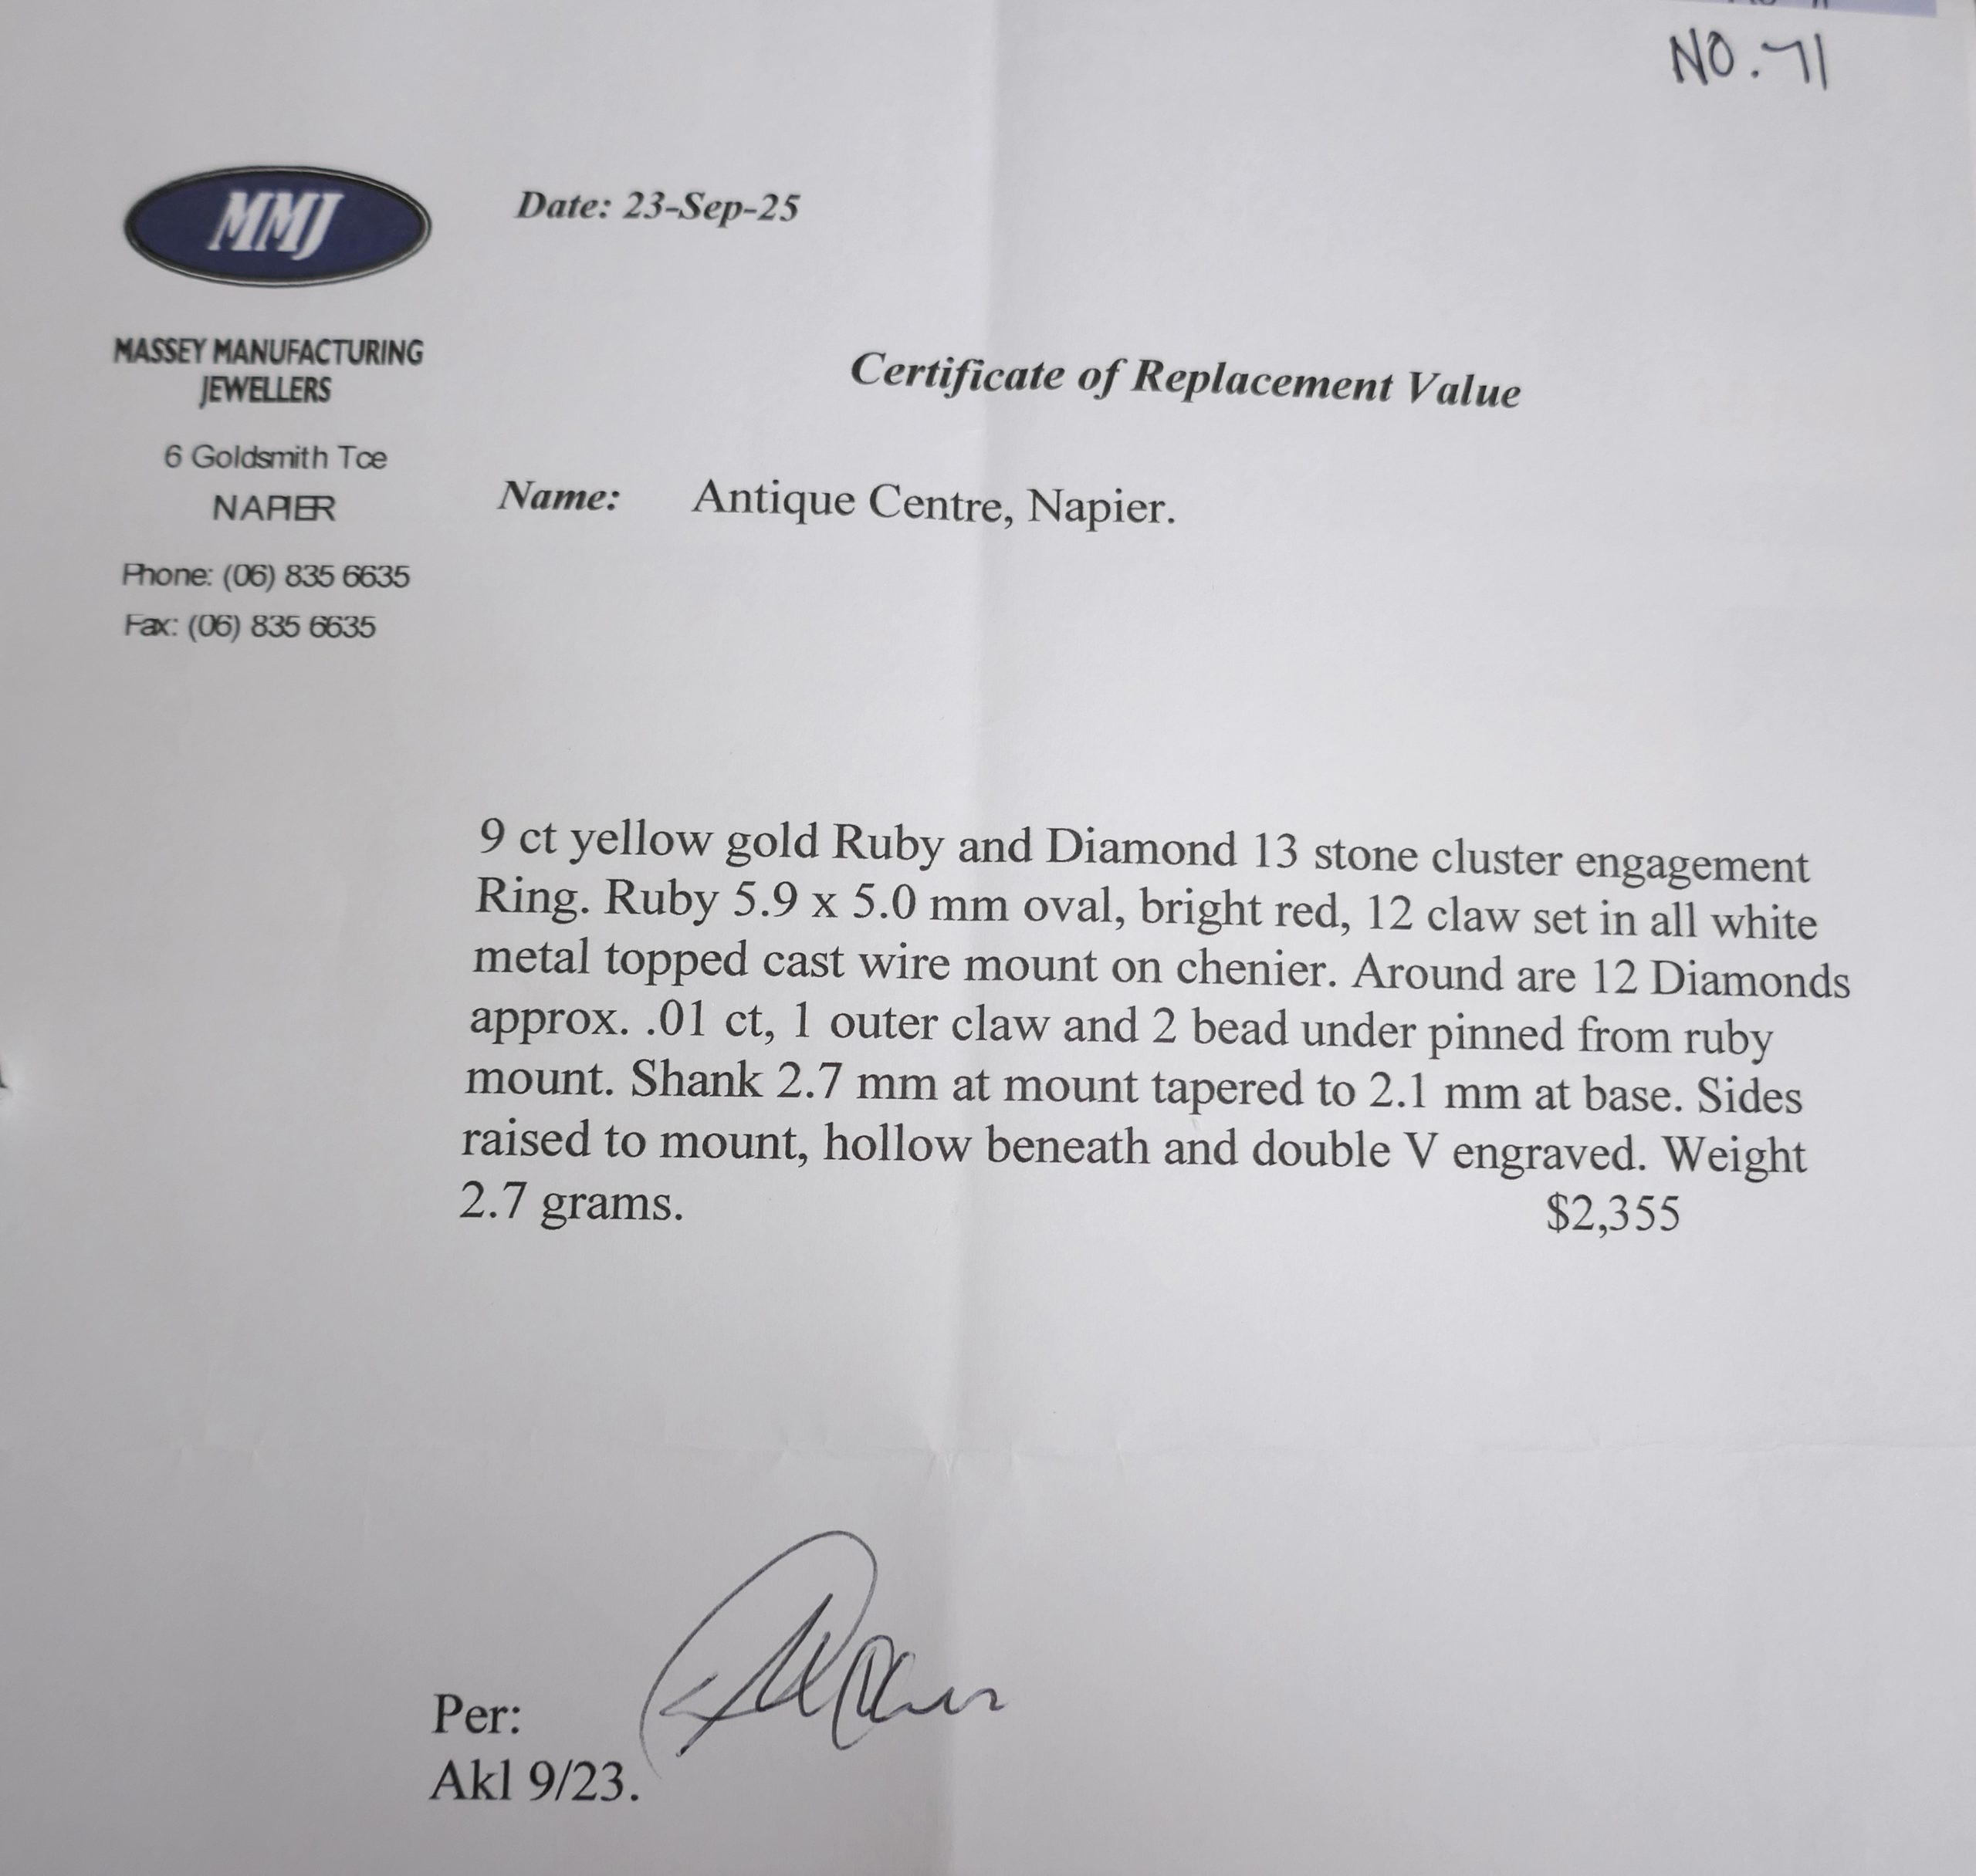 NO. 71
MMJ
Date: 23-Sep-25
MASSEY MANUFACTURING
JEWELLERS
6 Goldsmith Tce
NAPIER
Phone: (06) 835 6635
Fax: (06) 835 6635
Certificate of Replacement Value
Name: Antique Centre, Napier.
9 ct yellow gold Ruby and Diamond 13 stone cluster engagement
Ring. Ruby 5.9 x 5.0 mm oval, bright red, 12 claw set in all white
metal topped cast wire mount on chenier. Around are 12 Diamonds
approx. .01 ct, 1 outer claw and 2 bead under pinned from ruby
mount. Shank 2.7 mm at mount tapered to 2.1 mm at base. Sides
raised to mount, hollow beneath and double V engraved. Weight
2.7 grams. $2,355
Per:
Akl 9/23.